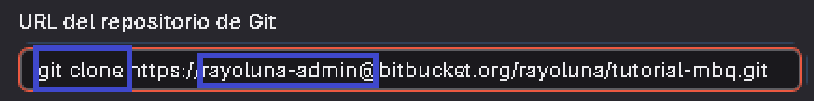 URL del repositorio de Git
git clone https://rayoluna-admin@bitbucket.org/rayoluna/tutorial-mbq.git